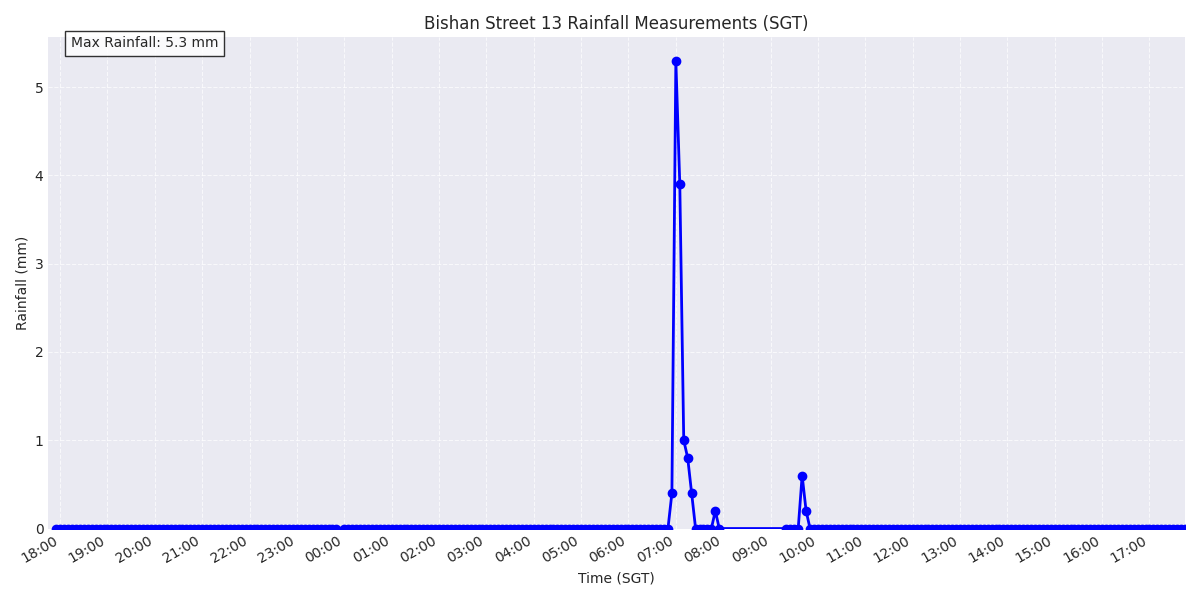 Bishan Street 13 Rainfall Measurements (SGT)
Max Rainfall: 5.3 mm
Rainfall (mm)
5
4
3
2
1
0
18:00 19:00 20:00 21:00 22:00 23:00 00:00 01:00 02:00 03:00 04:00 05:00 06:00 07:00 08:00 09:00 10:00 11:00 12:00 13:00 14:00 15:00 16:00 17:00
Time (SGT)